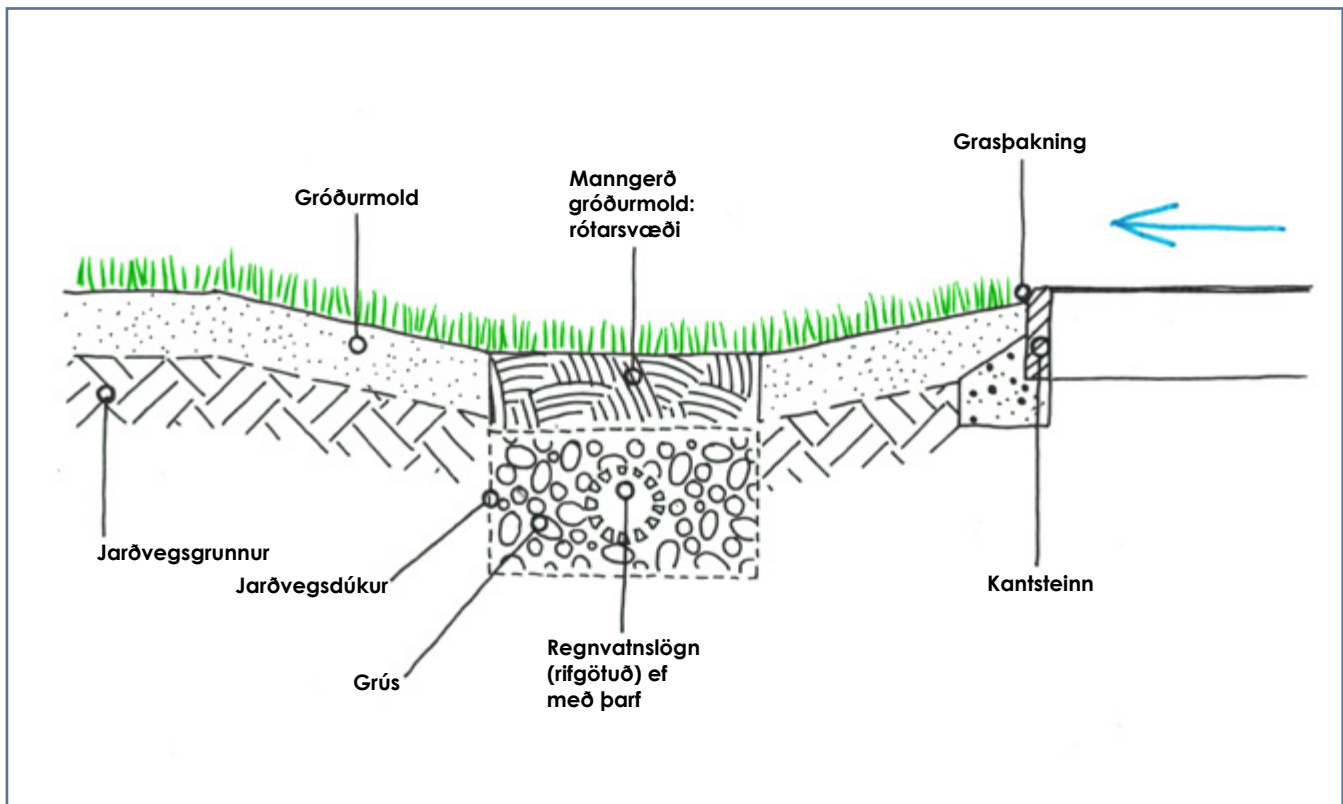 Grasþakning
Manngerð
gróðurmold:
rótarsvæði
Gróðurmold
Jarðvegsgrunnur
Jarðvegsdúkur
Kantsteinn
Regnvatnslögn
(rifgötuð) ef
með þarf
Grús